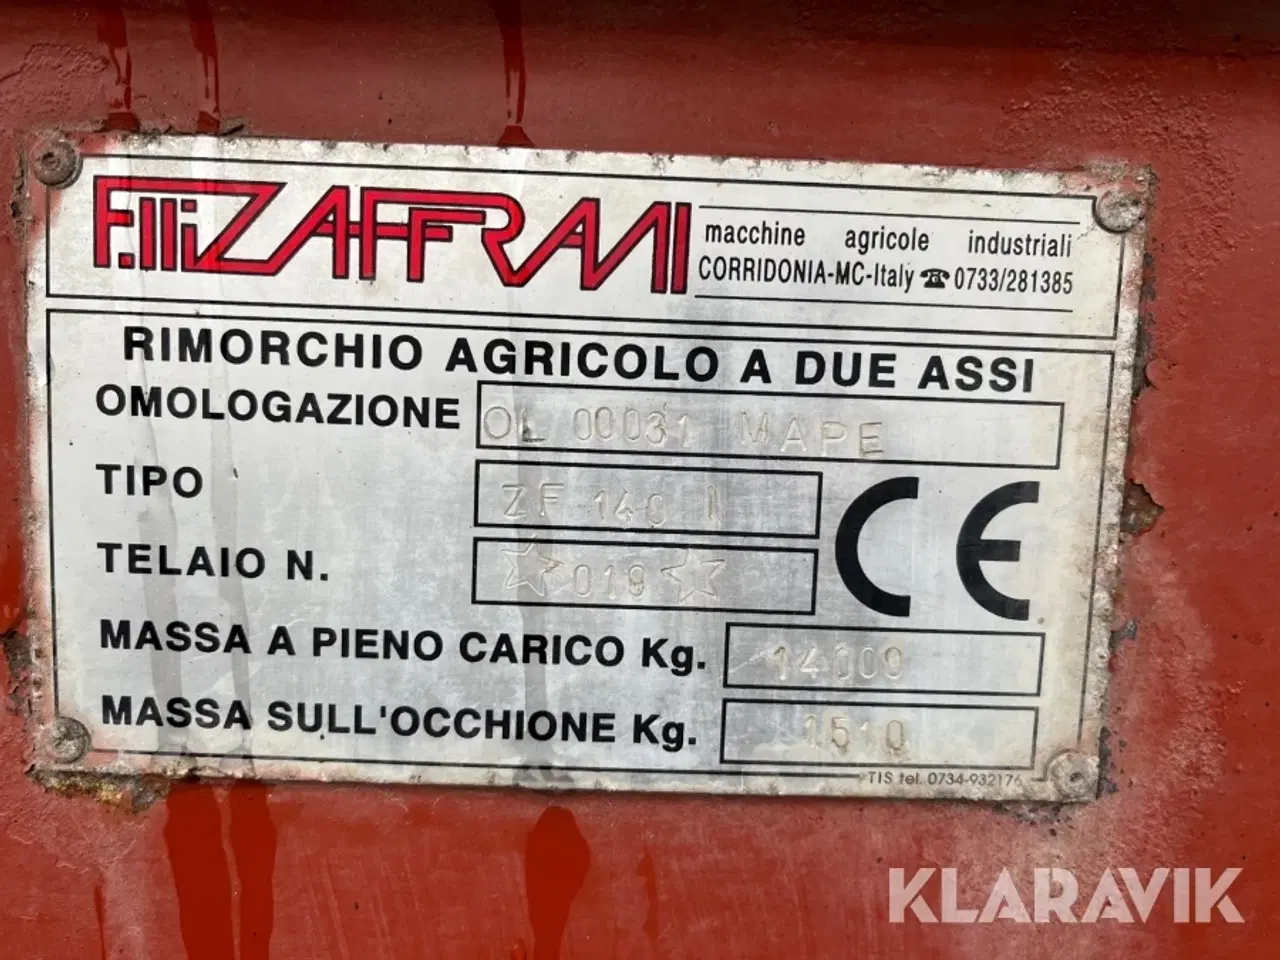 F.lli ZAFFRANI
macchine agricole industriali
CORRIDONIA-MC-Italy ☎ 0733/281385
RIMORCHIO AGRICOLO A DUE ASSI
OMOLOGAZIONE OL 00031 MAPE
TIPO ZF 140 N
TELAIO N. ☆ 019 ☆
MASSA A PIENO CARICO Kg. 14000
MASSA SULL'OCCHIONE Kg. 1510
TIS tel. 0734-932176
CE
KLARAVIK